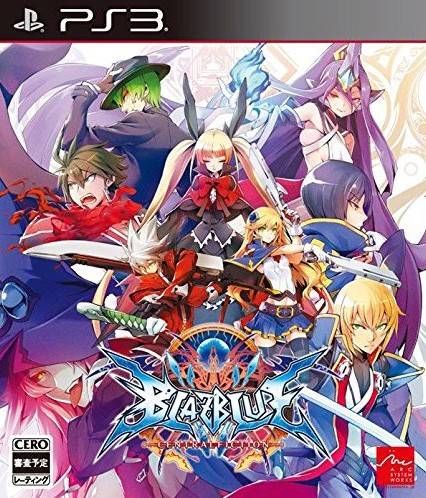 PS3
BLAZBLUE
CENTRALFICTION
CERO
審査予定
レーティング
ARC
SYSTEM
WORKS